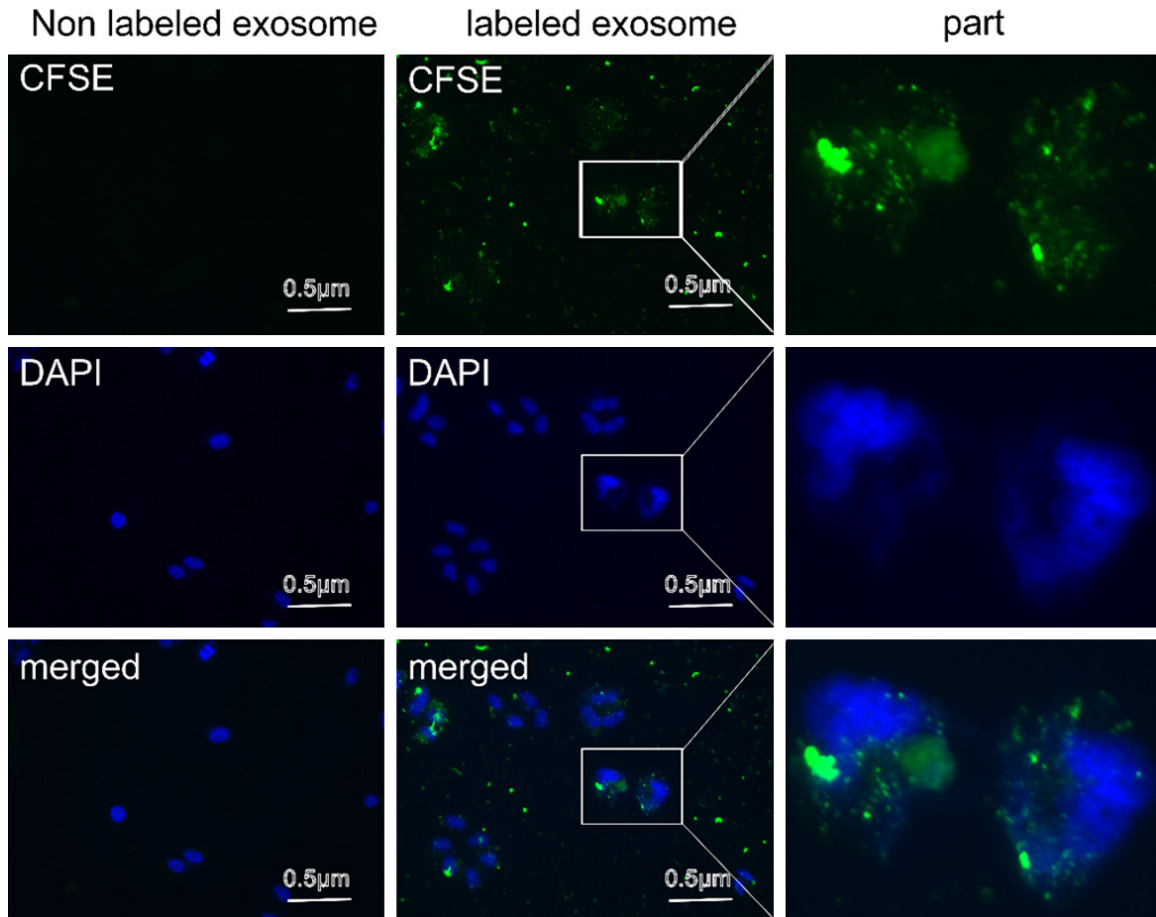 Non labeled exosome
labeled exosome
part
CFSE
0.5μm
CFSE
0.5μm
DAPI
0.5μm
DAPI
0.5μm
merged
0.5μm
merged
0.5μm